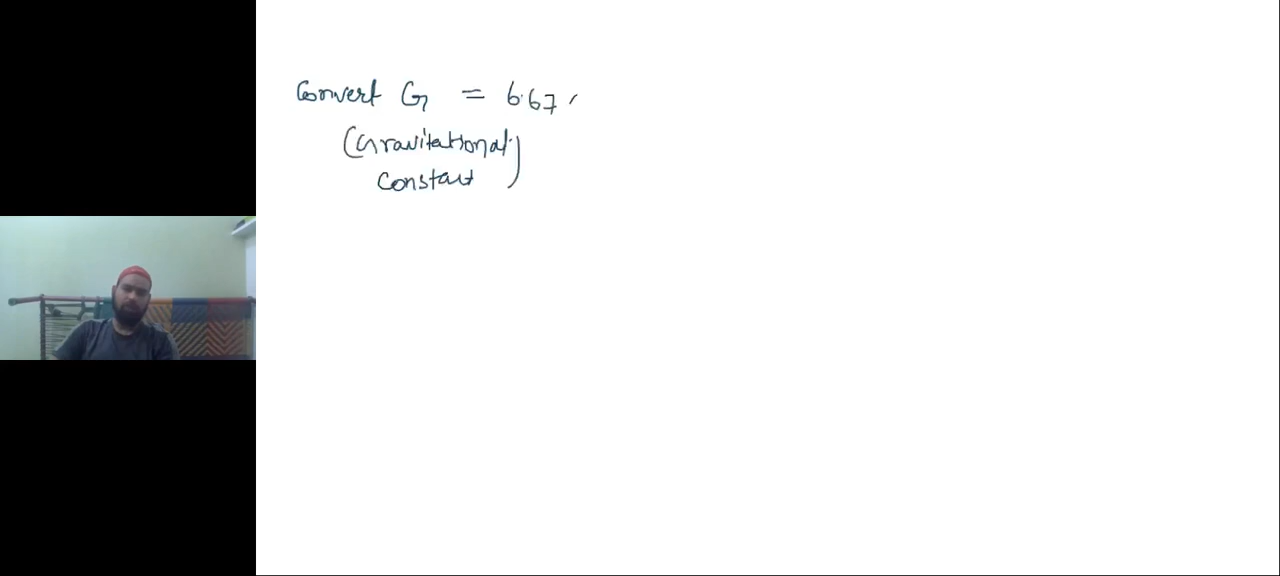 Convert G = 6.67
(Gravitational)
Constant